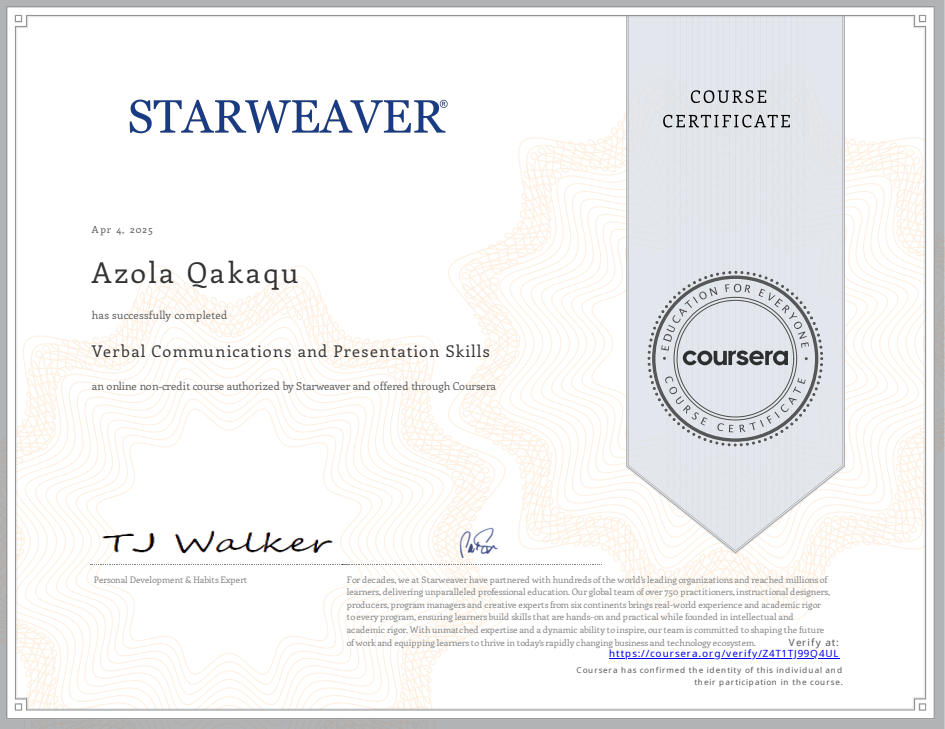 STARWEAVER®
COURSE
CERTIFICATE
Apr 4, 2025
Azola Qakaqu
has successfully completed
Verbal Communications and Presentation Skills
an online non-credit course authorized by Starweaver and offered through Coursera
EDUCATION FOR EVERYONE
coursera
COURSE CERTIFICATE
TJ Walker
Personal Development & Habits Expert
For decades, we at Starweaver have partnered with hundreds of the world's leading organizations and reached millions of
learners, delivering unparalleled professional education. Our global team of over 750 practitioners, instructional designers,
producers, program managers and creative experts from six continents brings real-world experience and academic rigor
to every program, ensuring learners build skills that are hands-on and practical while founded in intellectual and
academic rigor. With unmatched expertise and a dynamic ability to inspire, our team is committed to shaping the future
of work and equipping learners to thrive in today's rapidly changing business and technology ecosystem.
Verify at:
https://coursera.org/verify/Z4T1TJ99Q4UL
Coursera has confirmed the identity of this individual and
their participation in the course.